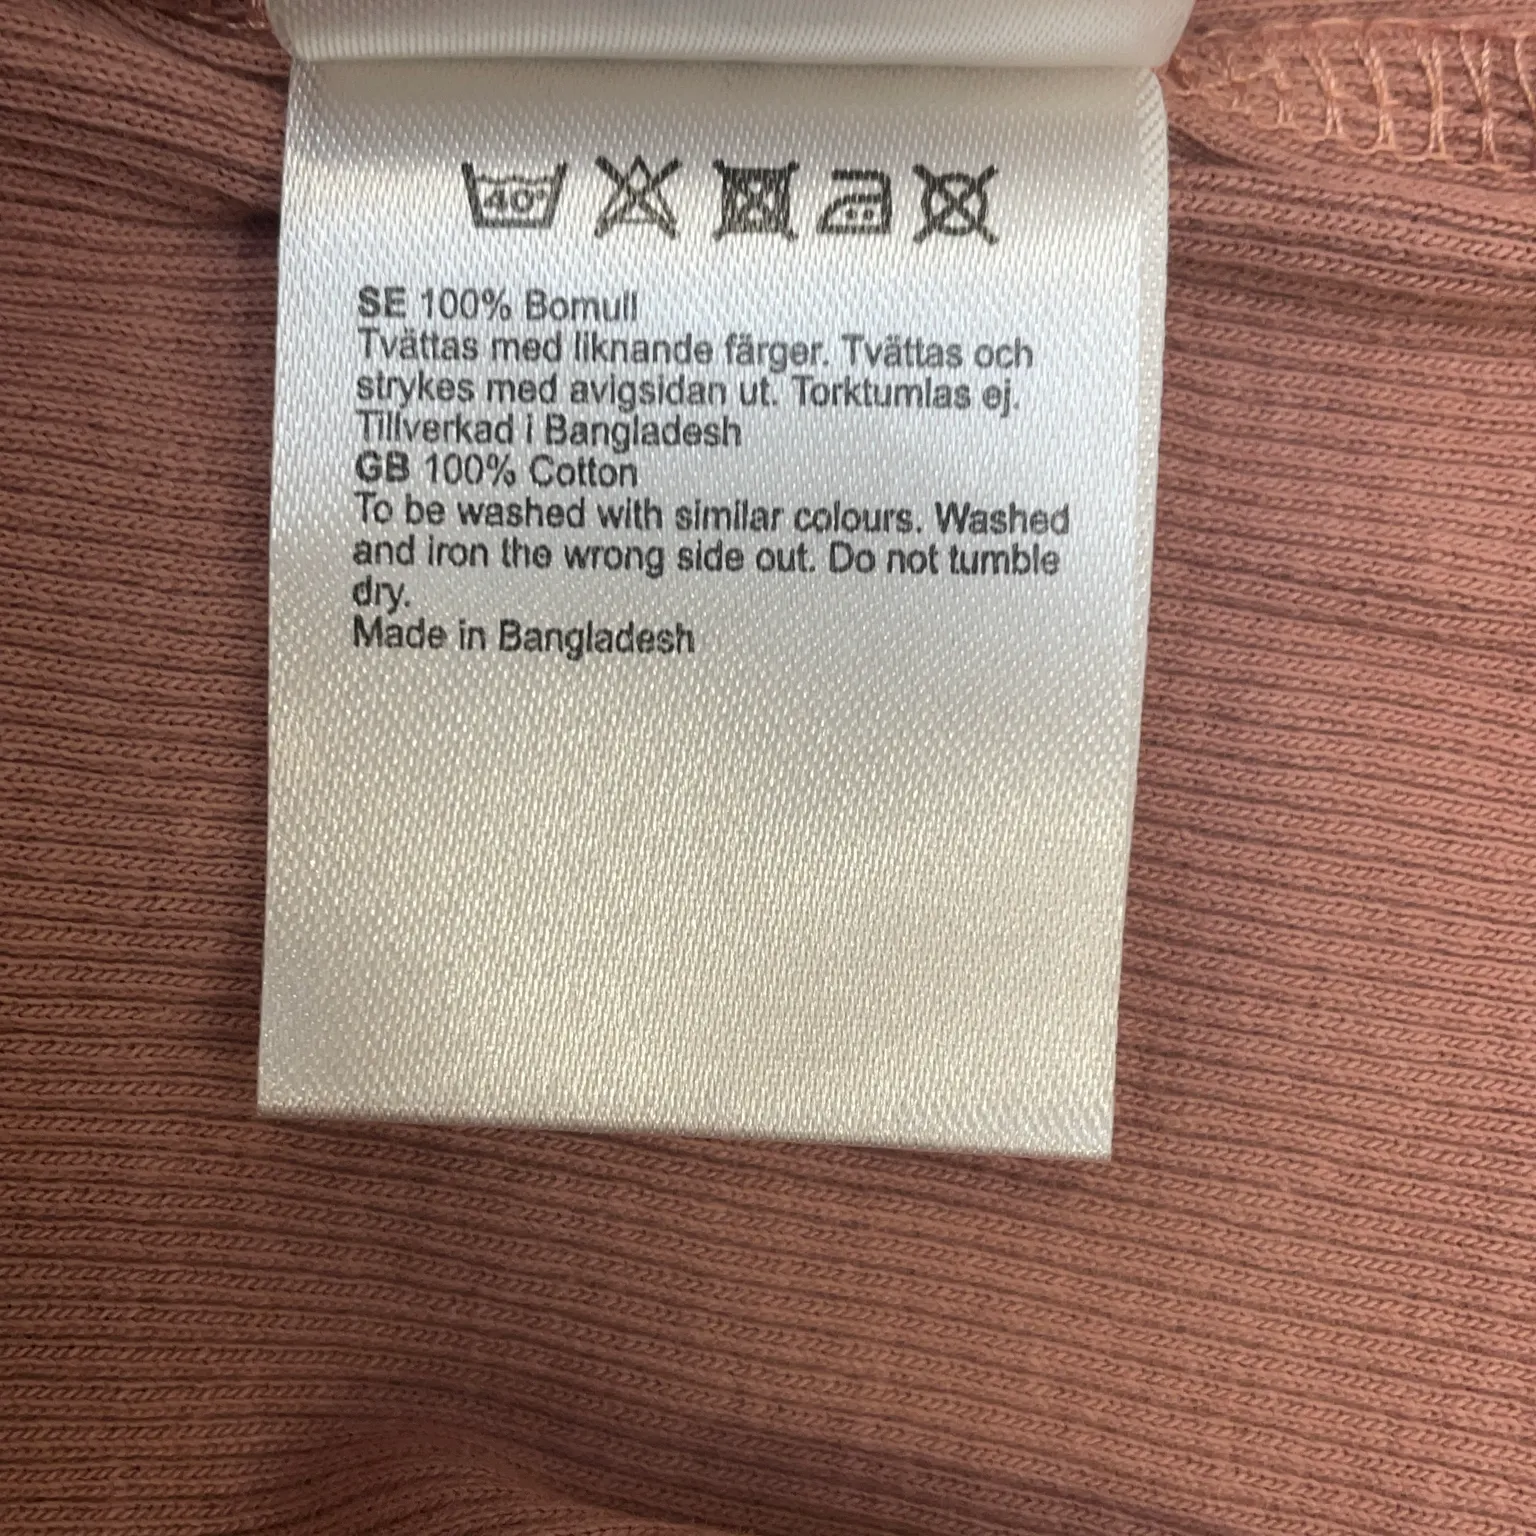 40°
SE 100% Bomull
Tvättas med liknande färger. Tvättas och
strykes med avigsidan ut. Torktumlas ej.
Tillverkad i Bangladesh
GB 100% Cotton
To be washed with similar colours. Washed
and iron the wrong side out. Do not tumble
dry.
Made in Bangladesh